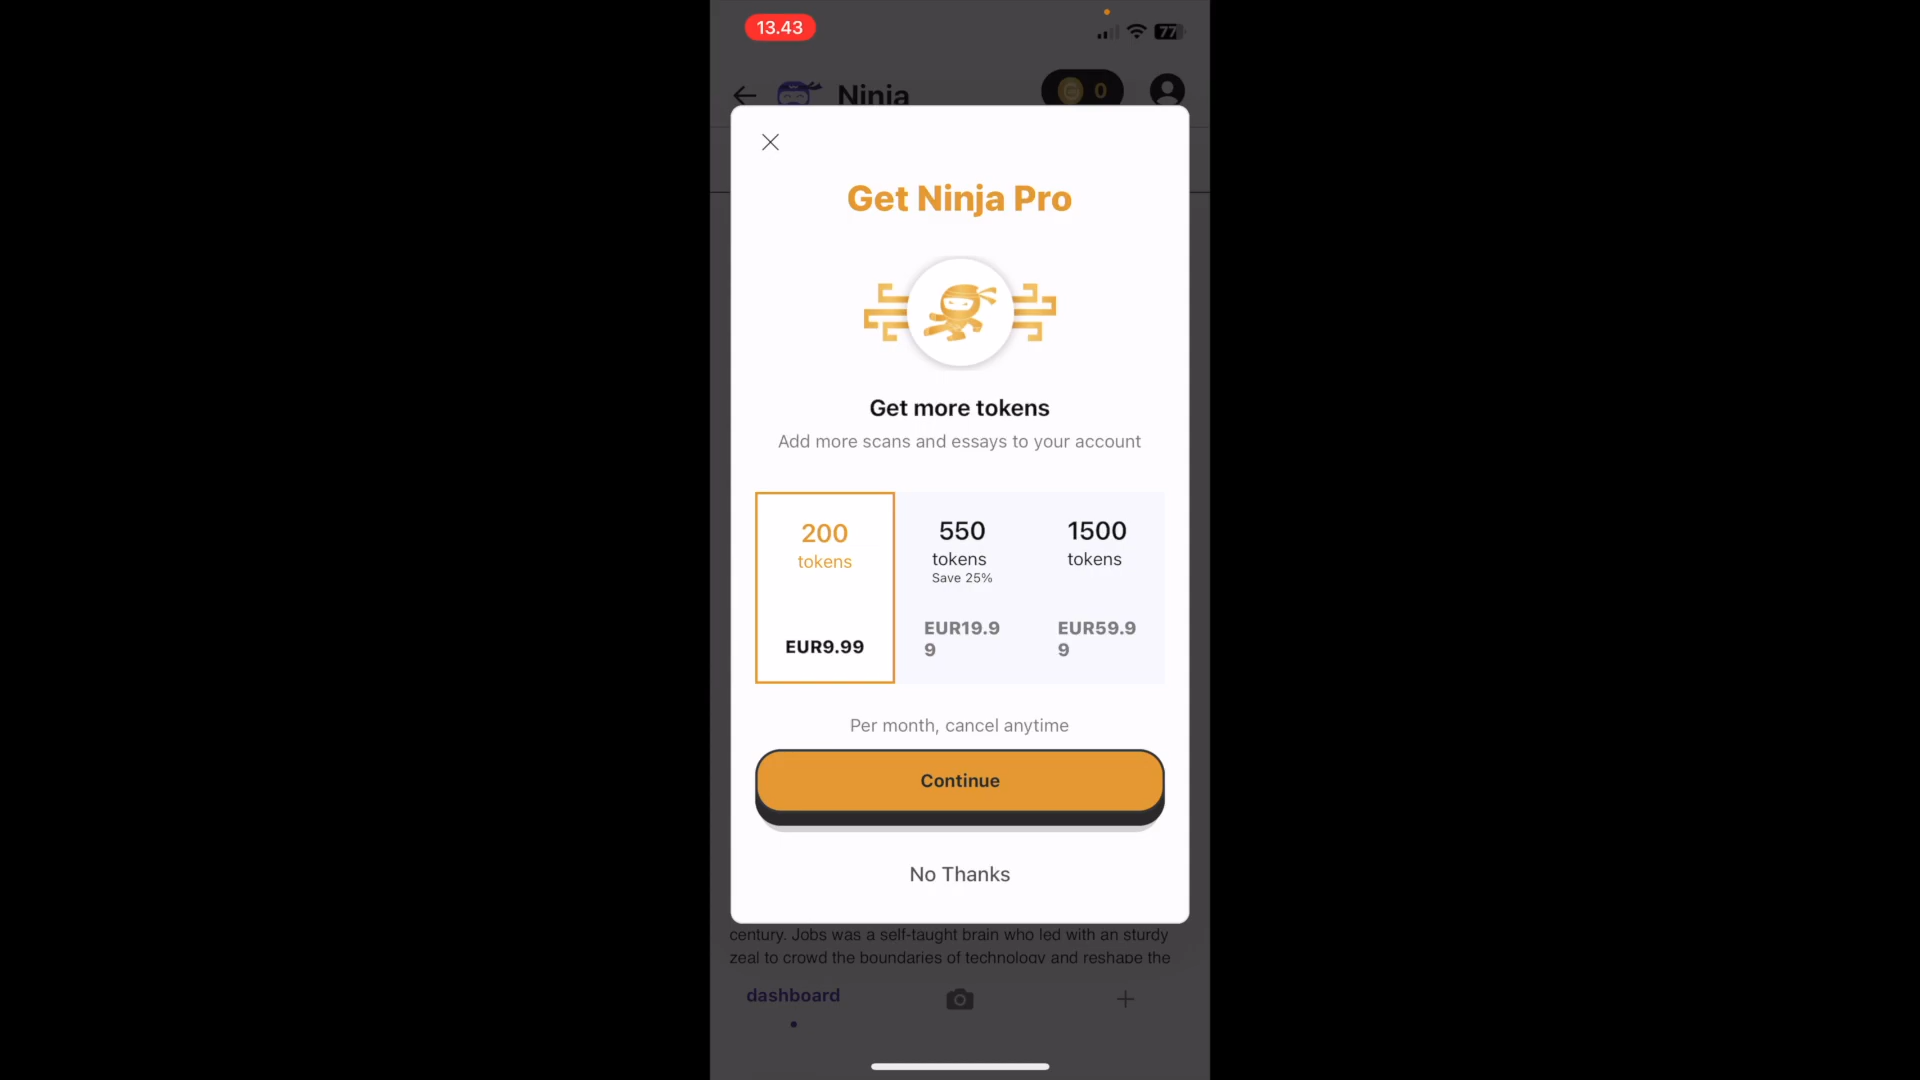 13.43
77
Ninja
0
Get Ninja Pro
Get more tokens
Add more scans and essays to your account
200
tokens
EUR9.99
550
tokens
Save 25%
EUR19.9
9
1500
tokens
EUR59.9
9
Per month, cancel anytime
Continue
No Thanks
century. Jobs was a self-taught brain who led with an sturdy
zeal to crowd the boundaries of technology and reshape the
dashboard